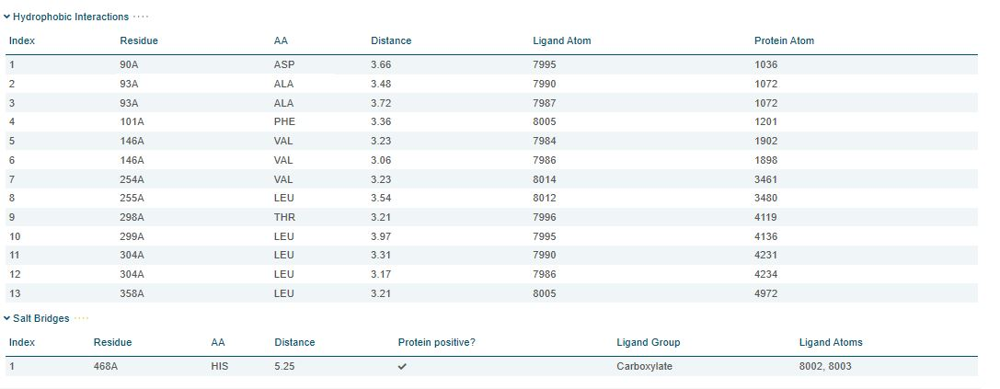 Hydrophobic Interactions ····
Index Residue AA Distance Ligand Atom Protein Atom
1 90A ASP 3.66 7995 1036
2 93A ALA 3.48 7990 1072
3 93A ALA 3.72 7987 1072
4 101A PHE 3.36 8005 1201
5 146A VAL 3.23 7984 1902
6 146A VAL 3.06 7986 1898
7 254A VAL 3.23 8014 3461
8 255A LEU 3.54 8012 3480
9 298A THR 3.21 7996 4119
10 299A LEU 3.97 7995 4136
11 304A LEU 3.31 7990 4231
12 304A LEU 3.17 7986 4234
13 358A LEU 3.21 8005 4972
Salt Bridges ····
Index Residue AA Distance Protein positive? Ligand Group Ligand Atoms
1 468A HIS 5.25 ✔ Carboxylate 8002, 8003